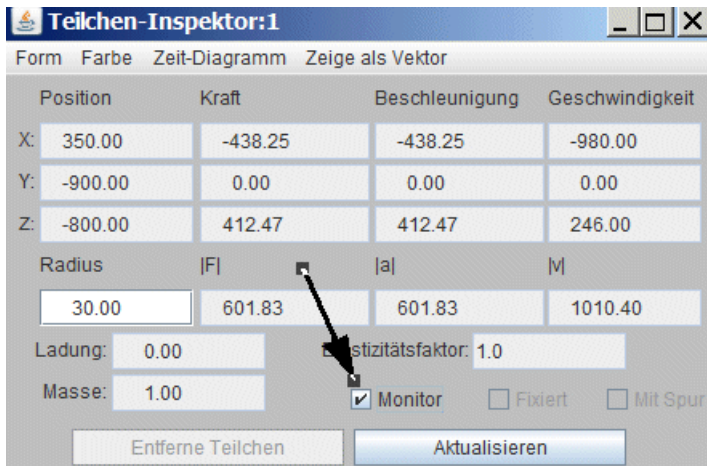 Teilchen-Inspektor:1
Form Farbe Zeit-Diagramm Zeige als Vektor
Position Kraft Beschleunigung Geschwindigkeit
X: 350.00 -438.25 -438.25 -980.00
Y: -900.00 0.00 0.00 0.00
Z: -800.00 412.47 412.47 246.00
Radius |F| |a| |v|
30.00 601.83 601.83 1010.40
Ladung: 0.00 stizitätsfaktor: 1.0
Masse: 1.00 Monitor Fixiert Mit Spur
Entferne Teilchen Aktualisieren